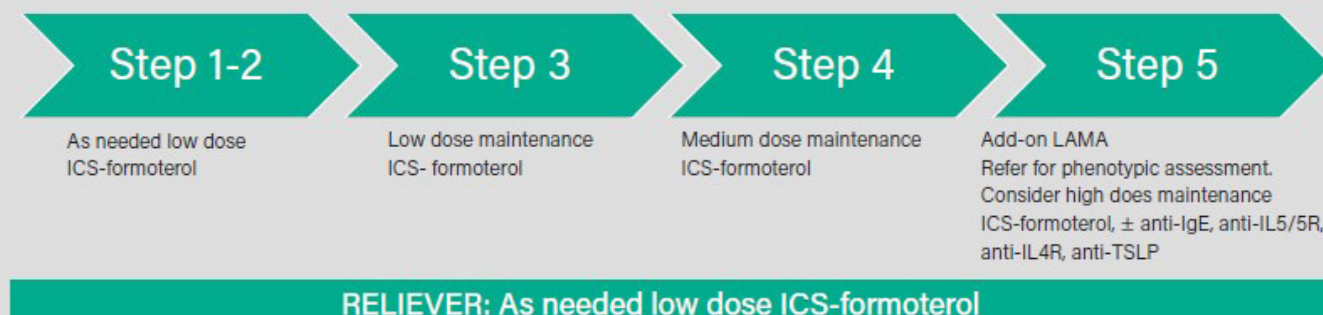 Step 1-2
Step 3
Step 4
Step 5
As needed low dose
ICS-formoterol
Low dose maintenance
ICS- formoterol
Medium dose maintenance
ICS-formoterol
Add-on LAMA
Refer for phenotypic assessment.
Consider high does maintenance
ICS-formoterol, ± anti-IgE, anti-IL5/5R,
anti-IL4R, anti-TSLP
RELIEVER: As needed low dose ICS-formoterol